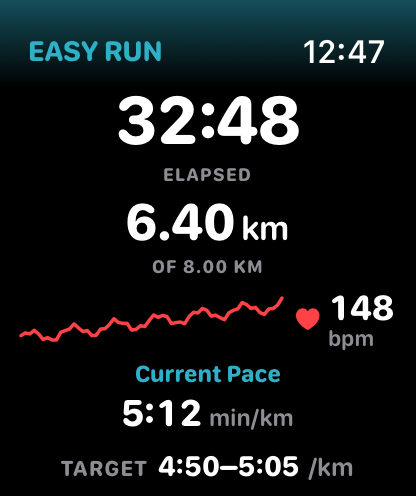 EASY RUN 12:47
32:48
ELAPSED
6.40 km
OF 8.00 KM
148
bpm
Current Pace
5:12 min/km
TARGET 4:50–5:05 /km